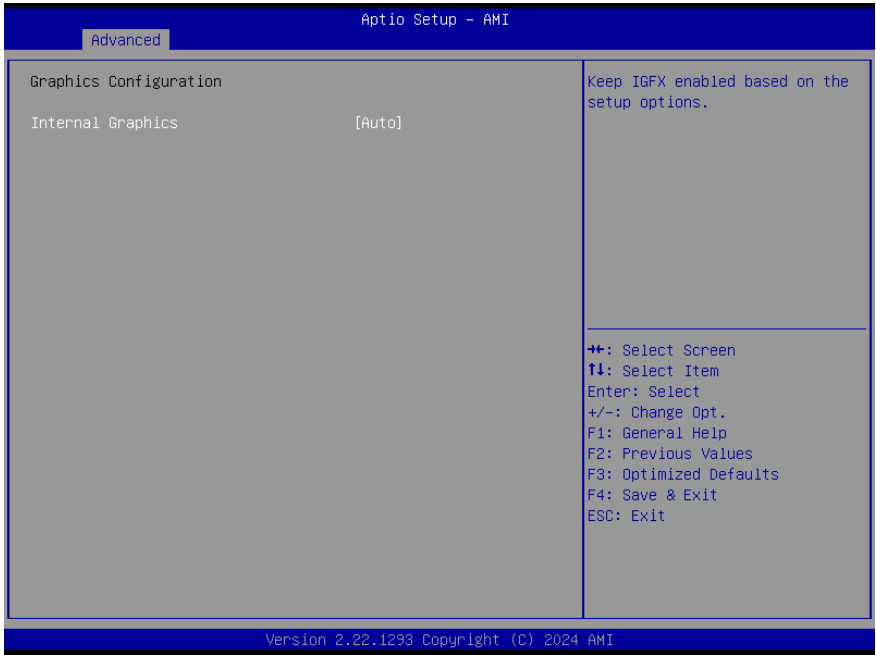 Aptio Setup – AMI
Advanced
Graphics Configuration
Internal Graphics [Auto]
Keep IGFX enabled based on the
setup options.
→←: Select Screen
↑↓: Select Item
Enter: Select
+/-: Change Opt.
F1: General Help
F2: Previous Values
F3: Optimized Defaults
F4: Save & Exit
ESC: Exit
Version 2.22.1293 Copyright (C) 2024 AMI